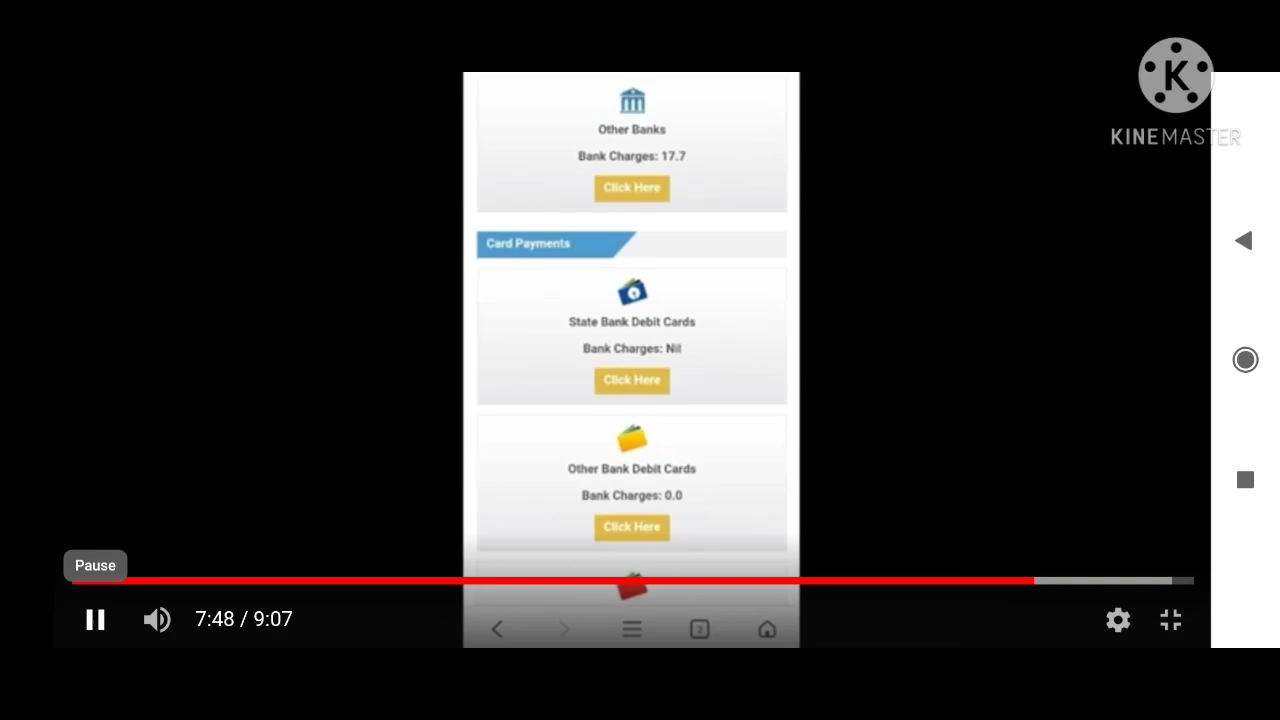 KINEMASTER
Other Banks
Bank Charges: 17.7
Click Here
Card Payments
State Bank Debit Cards
Bank Charges: Nil
Click Here
Other Bank Debit Cards
Bank Charges: 0.0
Click Here
Pause
7:48 / 9:07